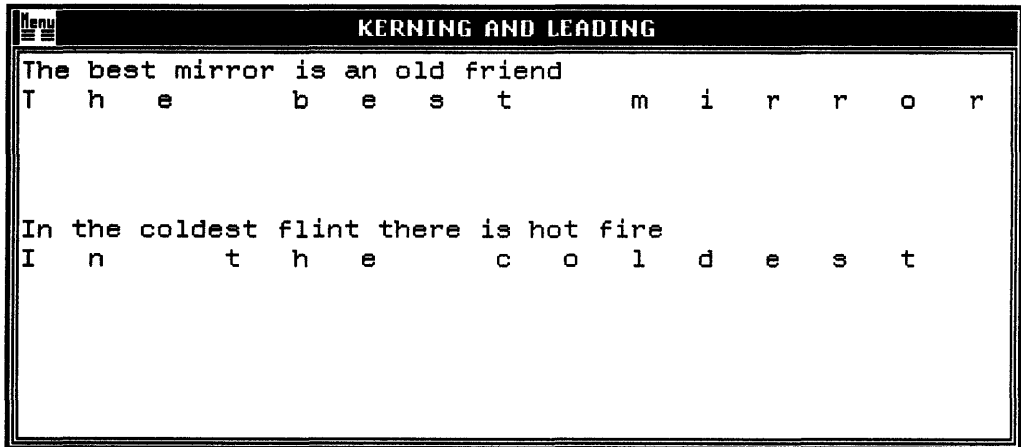 Menu
KERNING AND LEADING
The best mirror is an old friend
T h e   b e s t   m i r r o r
In the coldest flint there is hot fire
I n   t h e   c o l d e s t